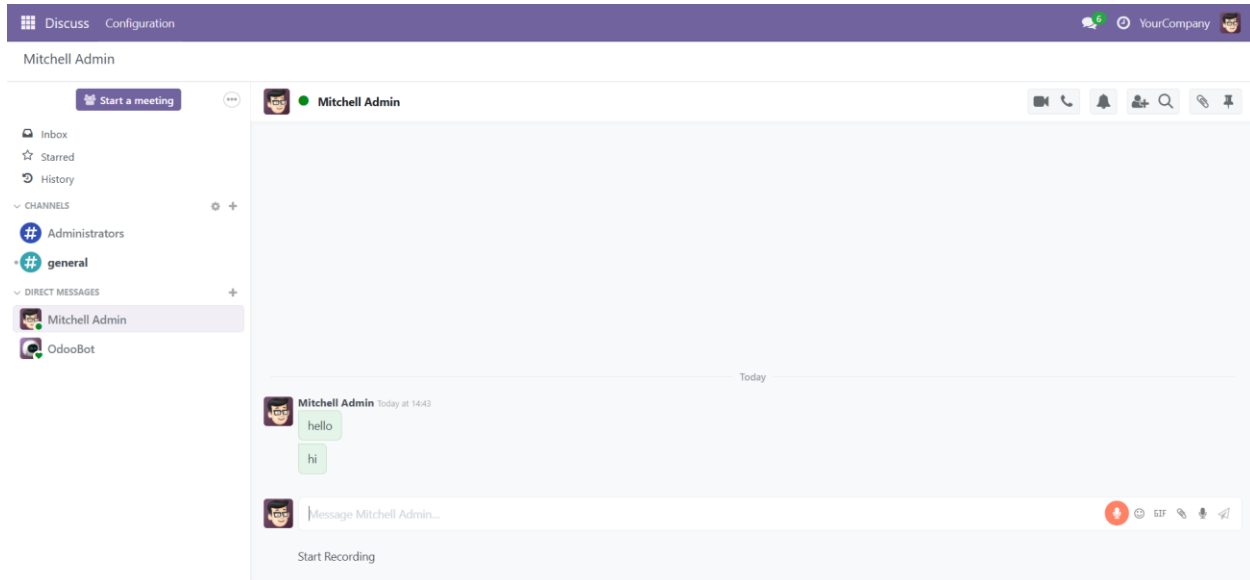 Discuss Configuration 6 YourCompany
Mitchell Admin
Start a meeting
Mitchell Admin
Inbox
Starred
History
CHANNELS
Administrators
general
DIRECT MESSAGES
Mitchell Admin
OdooBot
Today
Mitchell Admin Today at 14:43
hello
hi
Message Mitchell Admin...
GIF
Start Recording